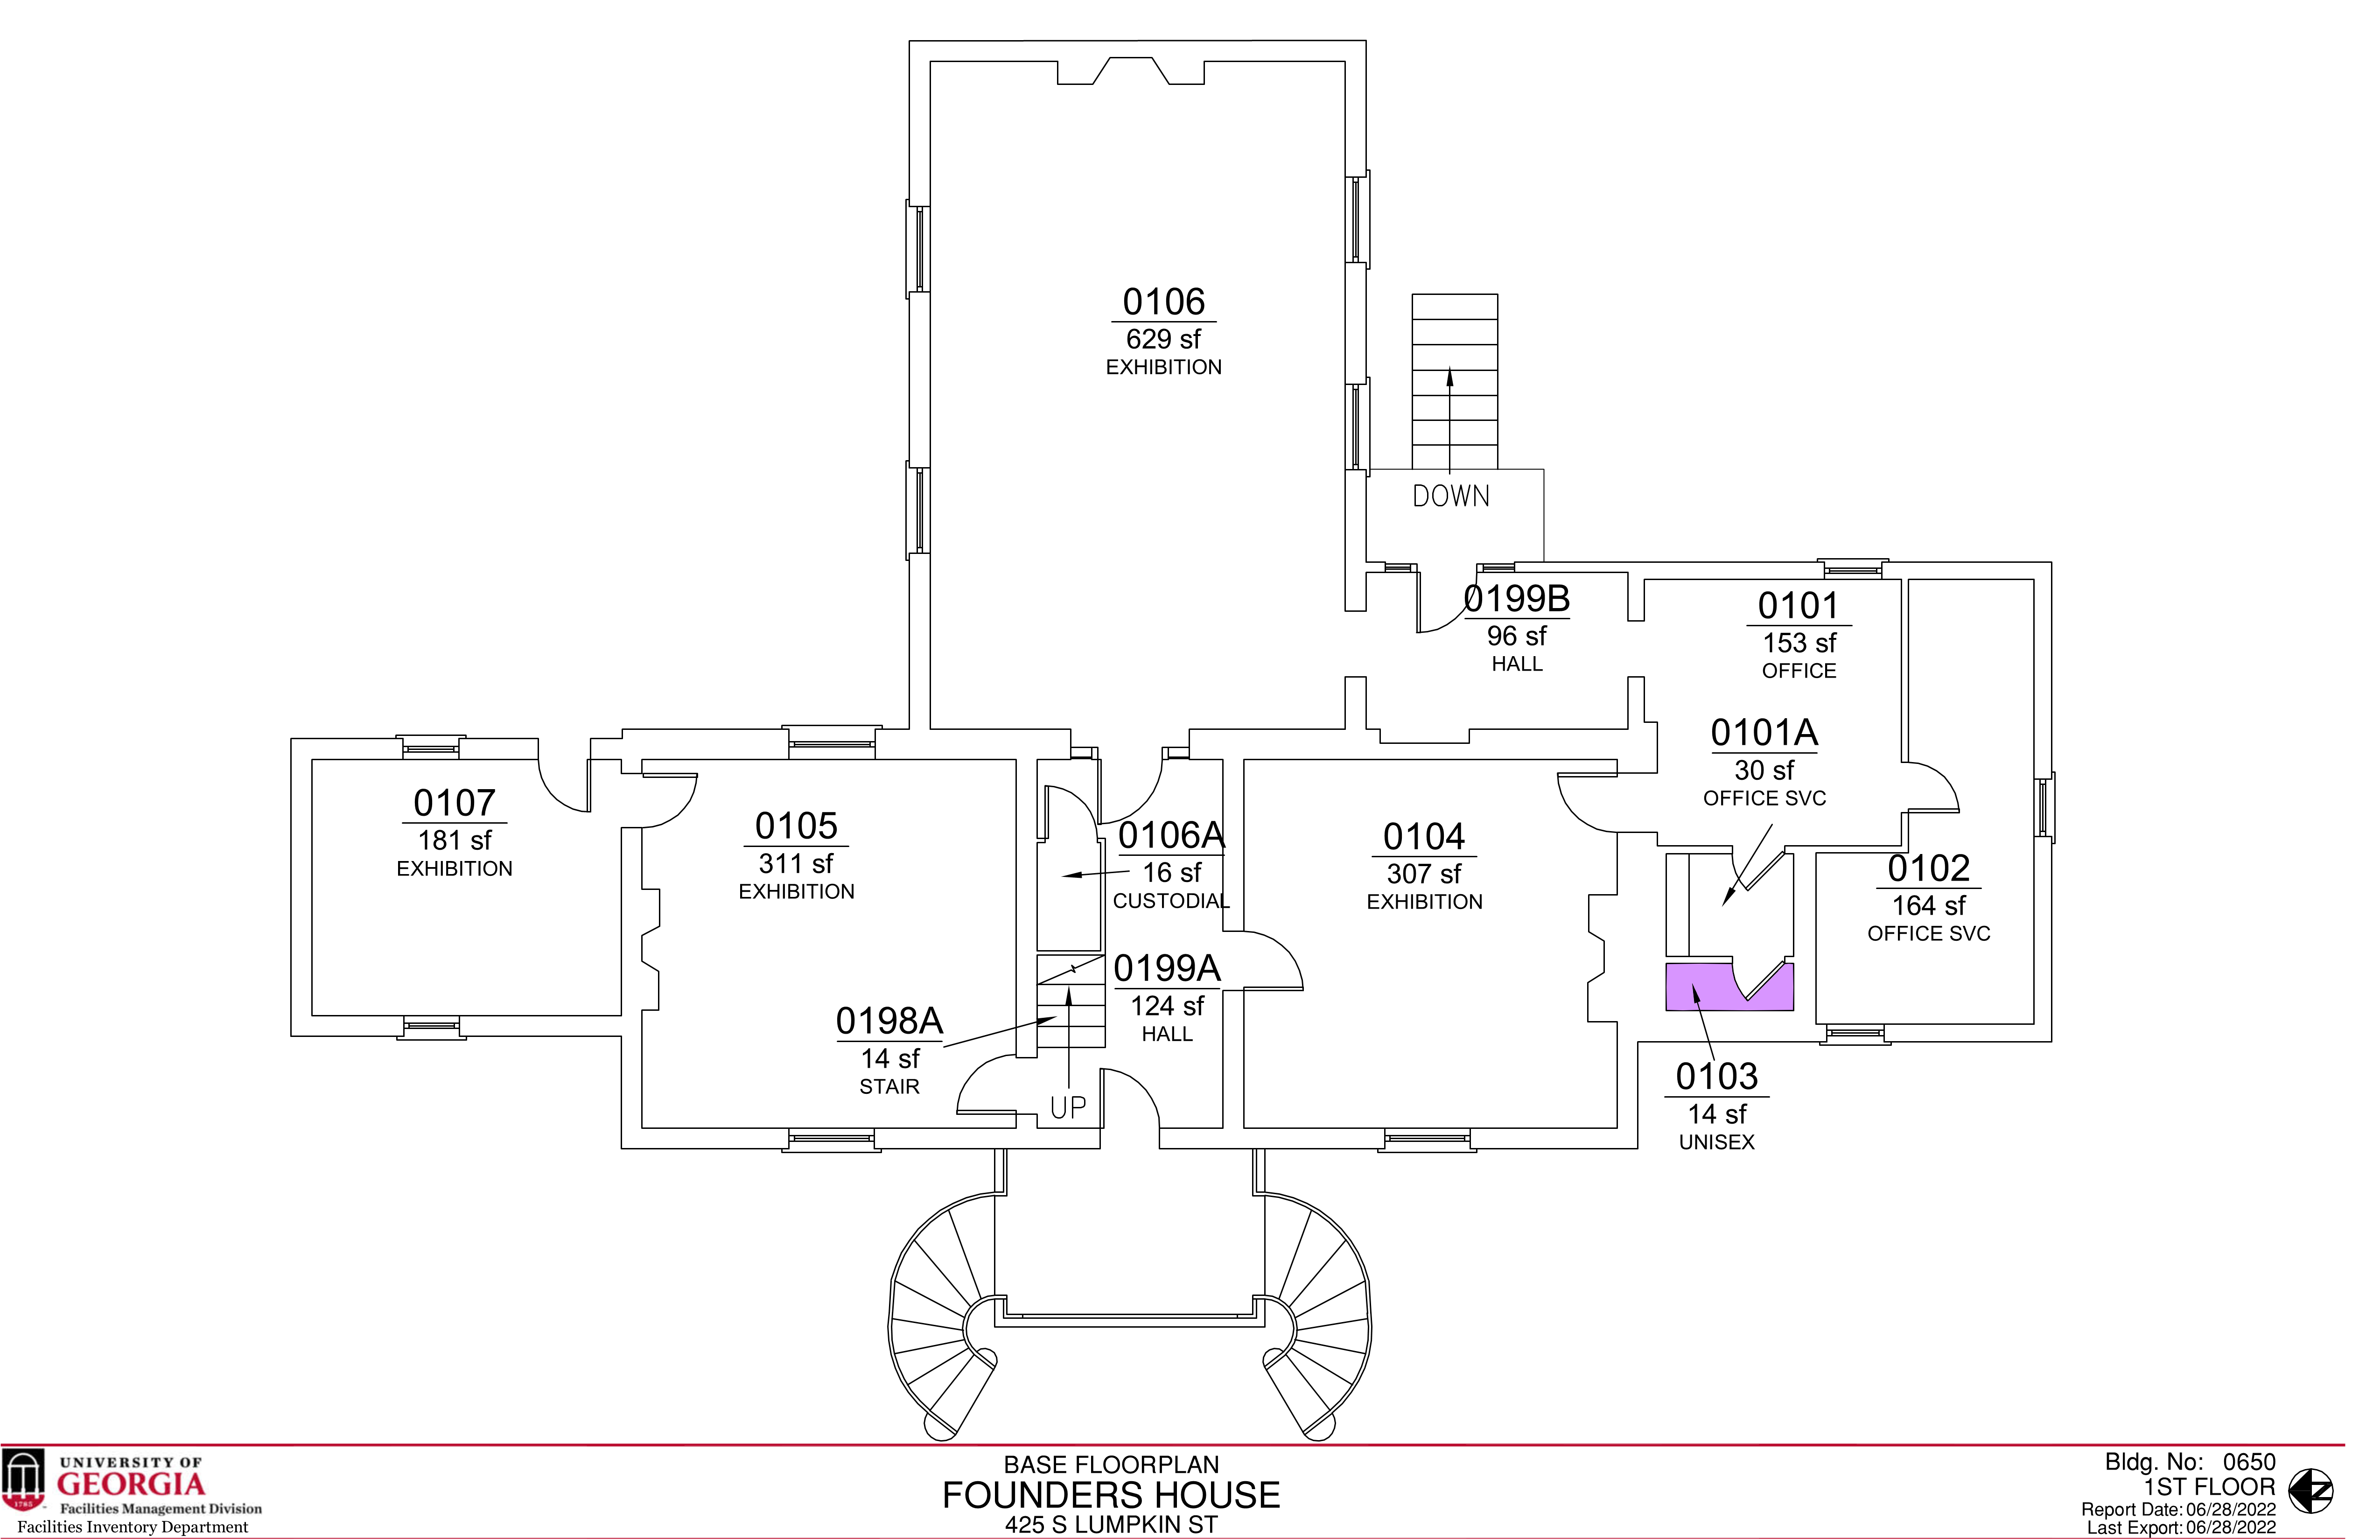 0106
629 sf
EXHIBITION
DOWN
0199B
96 sf
HALL
0101
153 sf
OFFICE
0101A
30 sf
OFFICE SVC
0107
181 sf
EXHIBITION
0105
311 sf
EXHIBITION
0106A
16 sf
CUSTODIAL
0104
307 sf
EXHIBITION
0102
164 sf
OFFICE SVC
0199A
124 sf
HALL
0198A
14 sf
STAIR
UP
0103
14 sf
UNISEX
1785
UNIVERSITY OF
GEORGIA
Facilities Management Division
Facilities Inventory Department
BASE FLOORPLAN
FOUNDERS HOUSE
425 S LUMPKIN ST
Bldg. No: 0650
1ST FLOOR
Report Date: 06/28/2022
Last Export: 06/28/2022
N